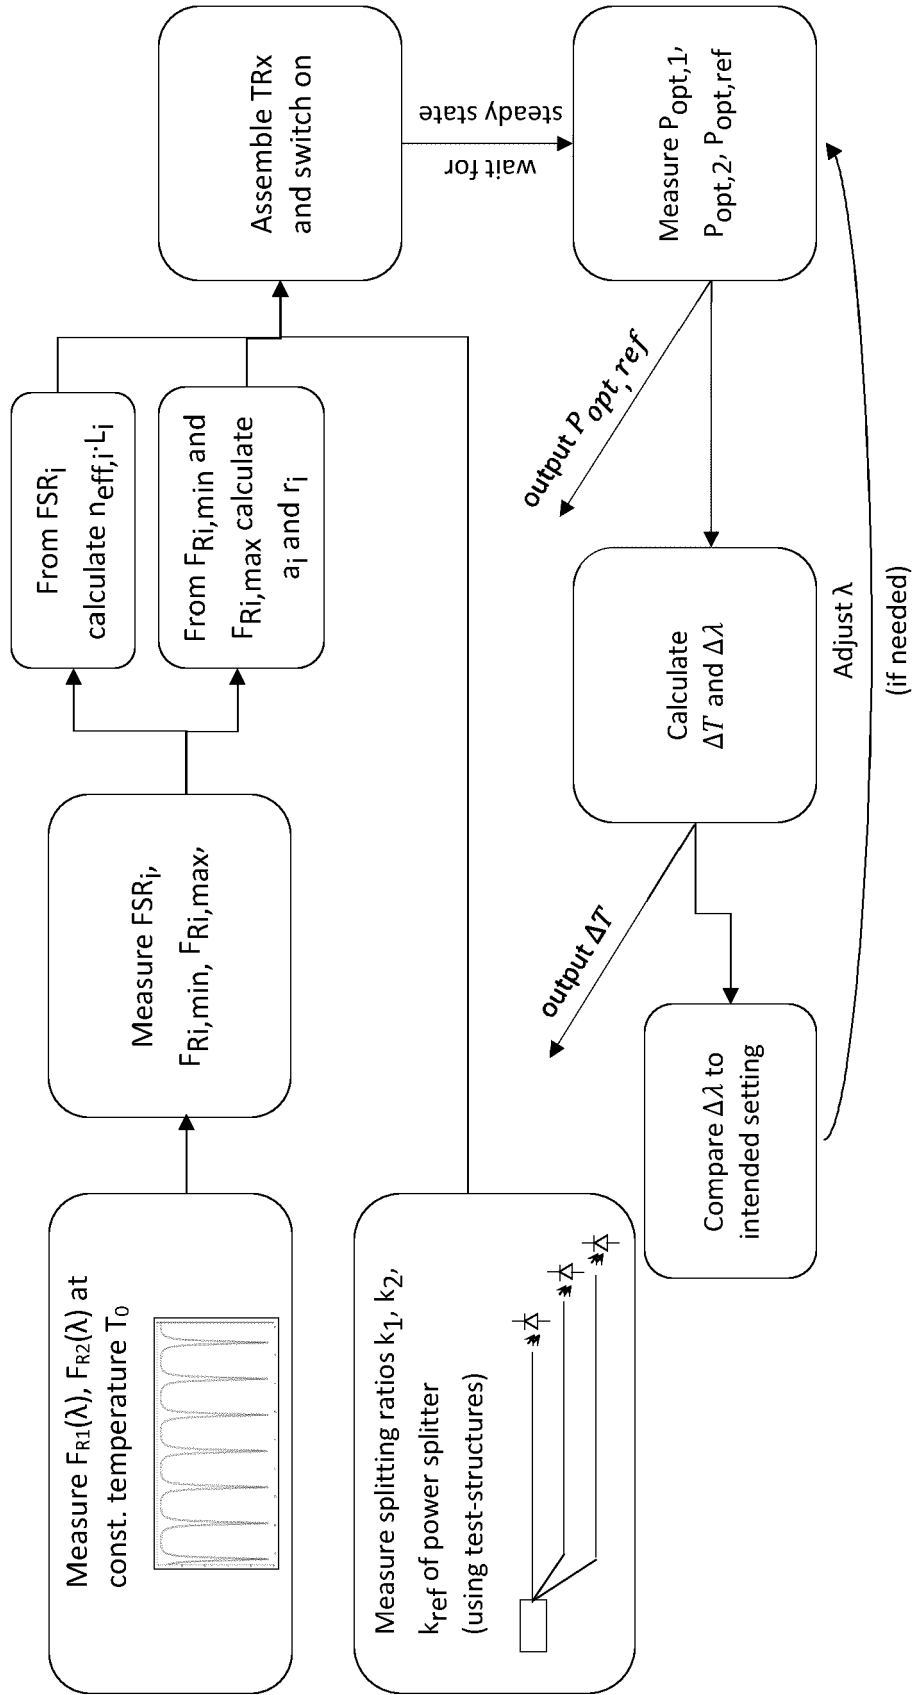 Measure F_R1(λ), F_R2(λ) at
const. temperature T_0
Measure FSR_i,
F_Ri,min, F_Ri,max,
From FSR_i
calculate n_eff,i·L_i
From F_Ri,min and
F_Ri,max calculate
a_i and r_i
Measure splitting ratios k_1, k_2,
k_ref of power splitter
(using test-structures)
Assemble TRx
and switch on
wait for
steady state
Measure P_opt,1,
P_opt,2, P_opt,ref
output P_opt,ref
Calculate
ΔT and Δλ
output ΔT
Compare Δλ to
intended setting
Adjust λ
(if needed)